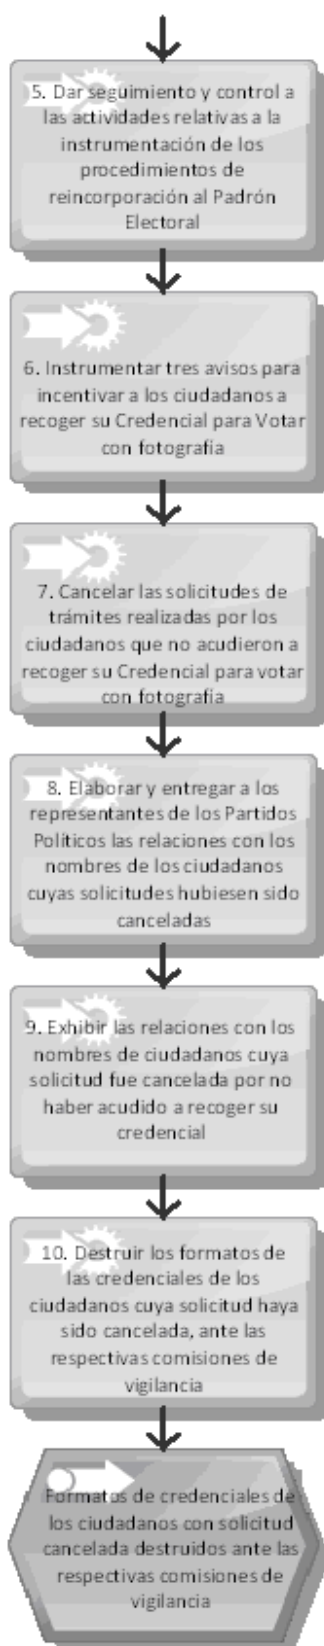 5. Dar seguimiento y control a
las actividades relativas a la
instrumentación de los
procedimientos de
reincorporación al Padrón
Electoral
6. Instrumentar tres avisos para
incentivar a los ciudadanos a
recoger su Credencial para Votar
con fotografía
7. Cancelar las solicitudes de
trámites realizadas por los
ciudadanos que no acudieron a
recoger su Credencial para votar
con fotografía
8. Elaborar y entregar a los
representantes de los Partidos
Políticos las relaciones con los
nombres de los ciudadanos
cuyas solicitudes hubiesen sido
canceladas
9. Exhibir las relaciones con los
nombres de ciudadanos cuya
solicitud fue cancelada por no
haber acudido a recoger su
credencial
10. Destruir los formatos de
las credenciales de los
ciudadanos cuya solicitud haya
sido cancelada, ante las
respectivas comisiones de
vigilancia
Formatos de credenciales de
los ciudadanos con solicitud
cancelada destruidos ante las
respectivas comisiones de
vigilancia